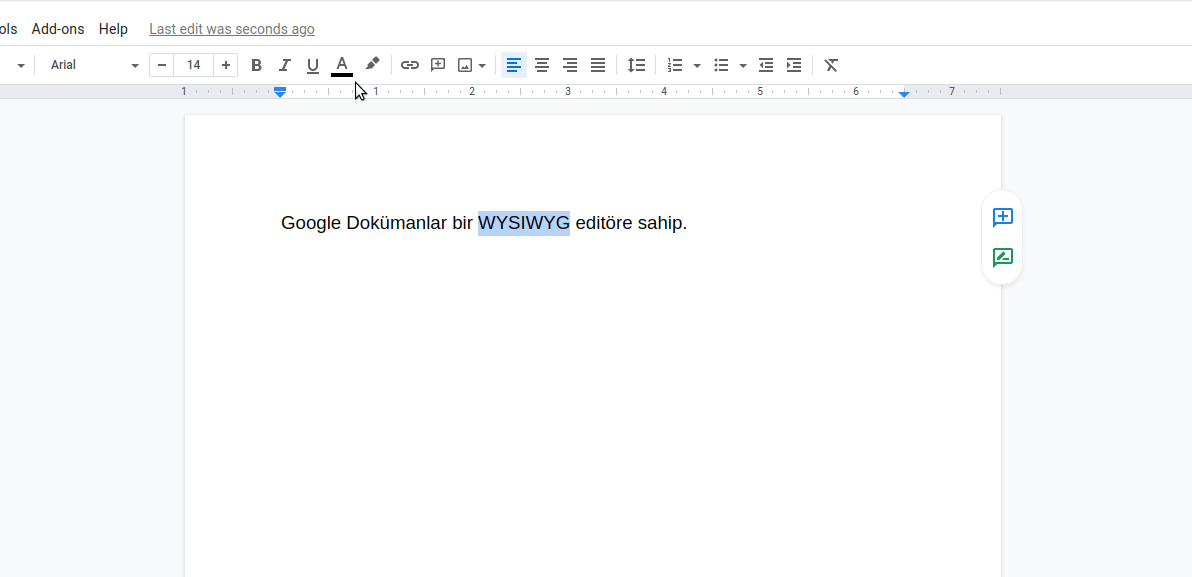 ols Add-ons Help Last edit was seconds ago
Arial 14 B I U A
1 1 2 3 4 5 6 7
Google Dokümanlar bir WYSIWYG editöre sahip.